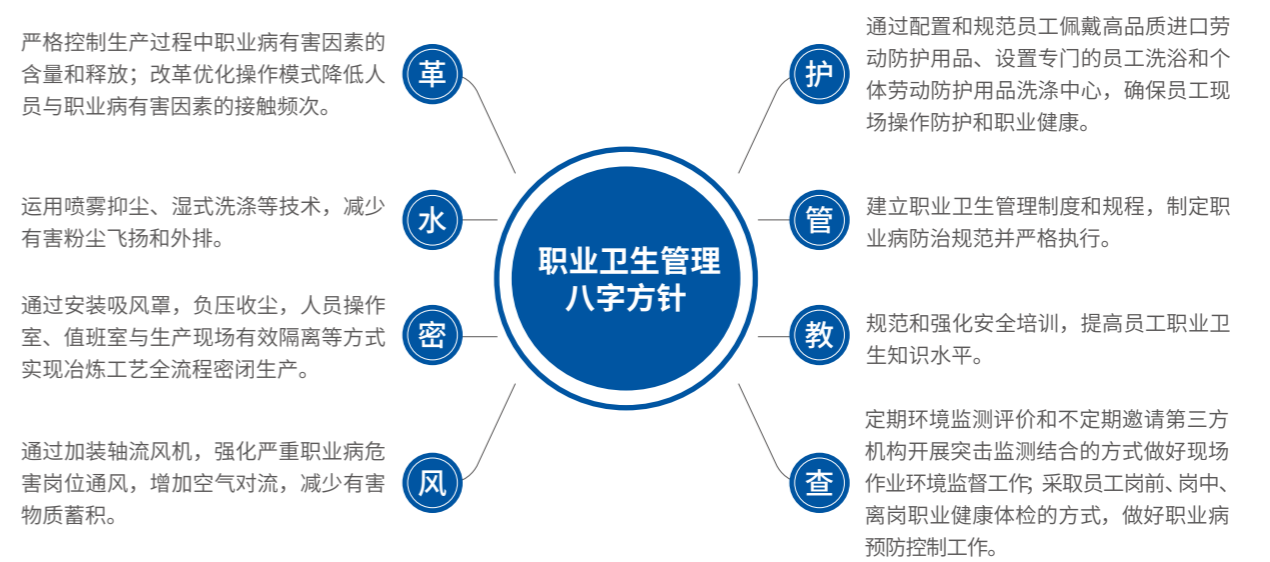 严格控制生产过程中职业病有害因素的
含量和释放；改革优化操作模式降低人
员与职业病有害因素的接触频次。
革
运用喷雾抑尘、湿式洗涤等技术，减少
有害粉尘飞扬和外排。
水
通过安装吸风罩，负压收尘，人员操作
室、值班室与生产现场有效隔离等方式
实现冶炼工艺全流程密闭生产。
密
通过加装轴流风机，强化严重职业病危
害岗位通风，增加空气对流，减少有害
物质蓄积。
风
职业卫生管理
八字方针
护
通过配置和规范员工佩戴高品质进口劳
动防护用品、设置专门的员工洗浴和个
体劳动防护用品洗涤中心，确保员工现
场操作防护和职业健康。
管
建立职业卫生管理制度和规程，制定职
业病防治规范并严格执行。
教
规范和强化安全培训，提高员工职业卫
生知识水平。
查
定期环境监测评价和不定期邀请第三方
机构开展突击监测结合的方式做好现场
作业环境监督工作；采取员工岗前、岗中、
离岗职业健康体检的方式，做好职业病
预防控制工作。